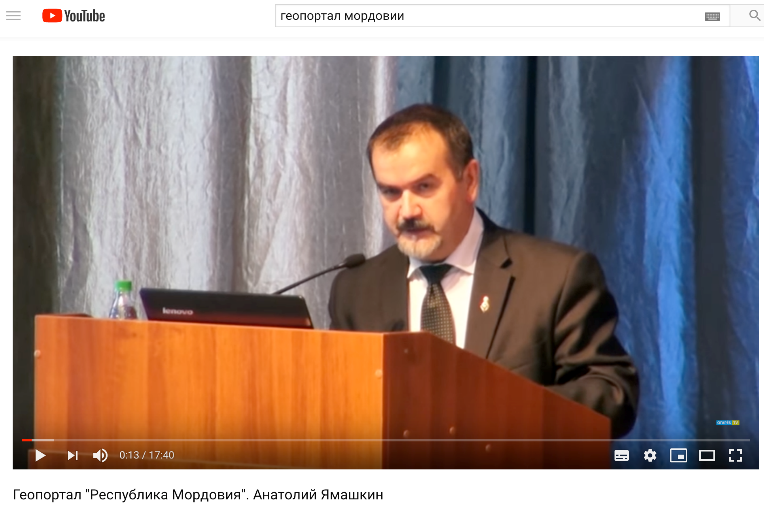 YouTube
геопортал мордовии
lenovo
0:13 / 17:40
Геопортал "Республика Мордовия". Анатолий Ямашкин